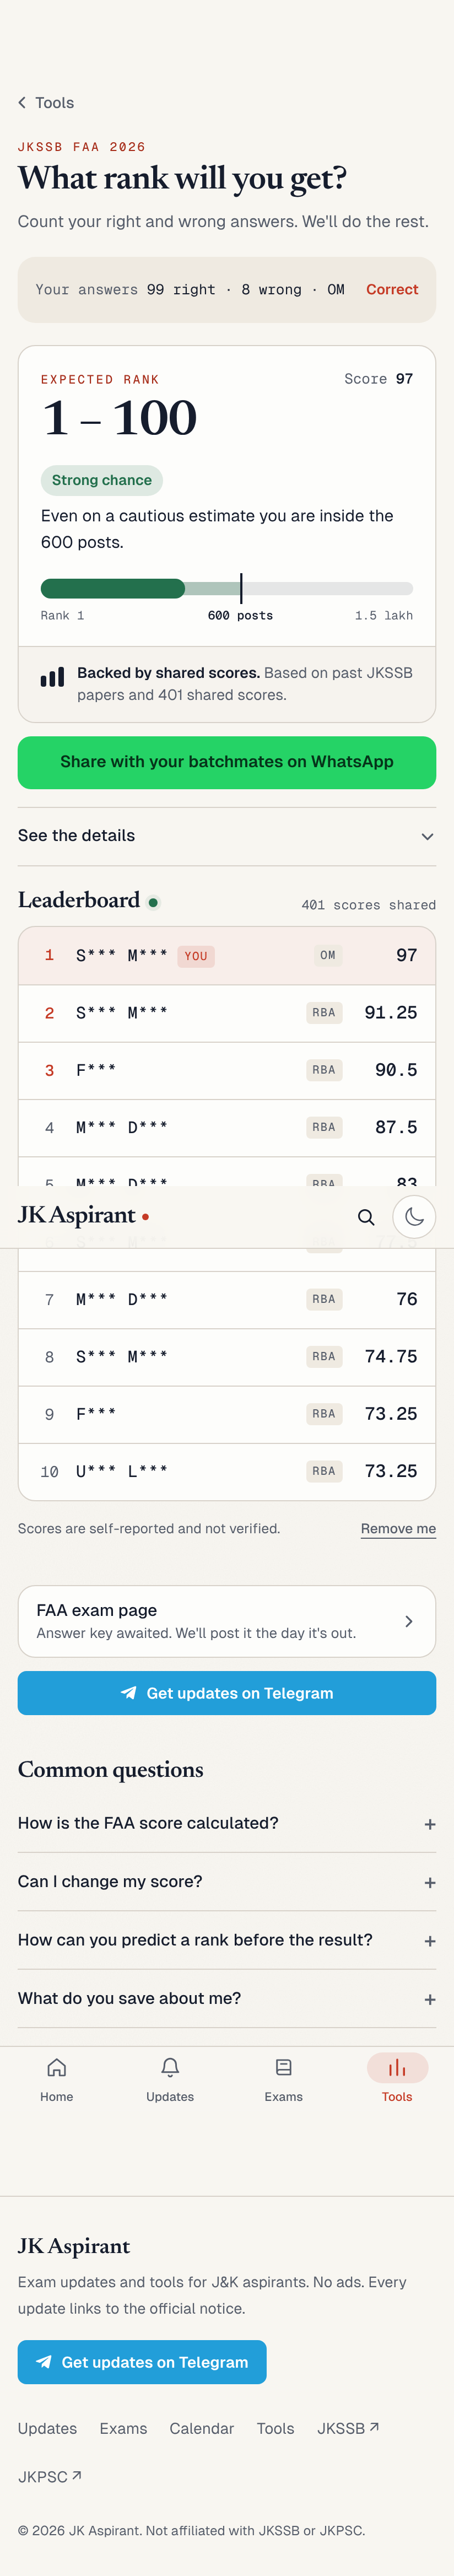 Tools
JKSSB FAA 2026
What rank will you get?
Count your right and wrong answers. We'll do the rest.
Your answers 99 right · 8 wrong · OM Correct
EXPECTED RANK Score 97
1 – 100
Strong chance
Even on a cautious estimate you are inside the
600 posts.
Rank 1 600 posts 1.5 lakh
Backed by shared scores. Based on past JKSSB
papers and 401 shared scores.
Share with your batchmates on WhatsApp
See the details
Leaderboard 401 scores shared
1 S*** M*** YOU OM 97
2 S*** M*** RBA 91.25
3 F*** RBA 90.5
4 M*** D*** RBA 87.5
5 M*** D*** RBA 83
JK Aspirant
7 M*** D*** RBA 76
8 S*** M*** RBA 74.75
9 F*** RBA 73.25
10 U*** L*** RBA 73.25
Scores are self-reported and not verified. Remove me
FAA exam page
Answer key awaited. We'll post it the day it's out.
Get updates on Telegram
Common questions
How is the FAA score calculated? +
Can I change my score? +
How can you predict a rank before the result? +
What do you save about me? +
Home Updates Exams Tools
JK Aspirant
Exam updates and tools for J&K aspirants. No ads. Every
update links to the official notice.
Get updates on Telegram
Updates Exams Calendar Tools JKSSB ↗
JKPSC ↗
© 2026 JK Aspirant. Not affiliated with JKSSB or JKPSC.